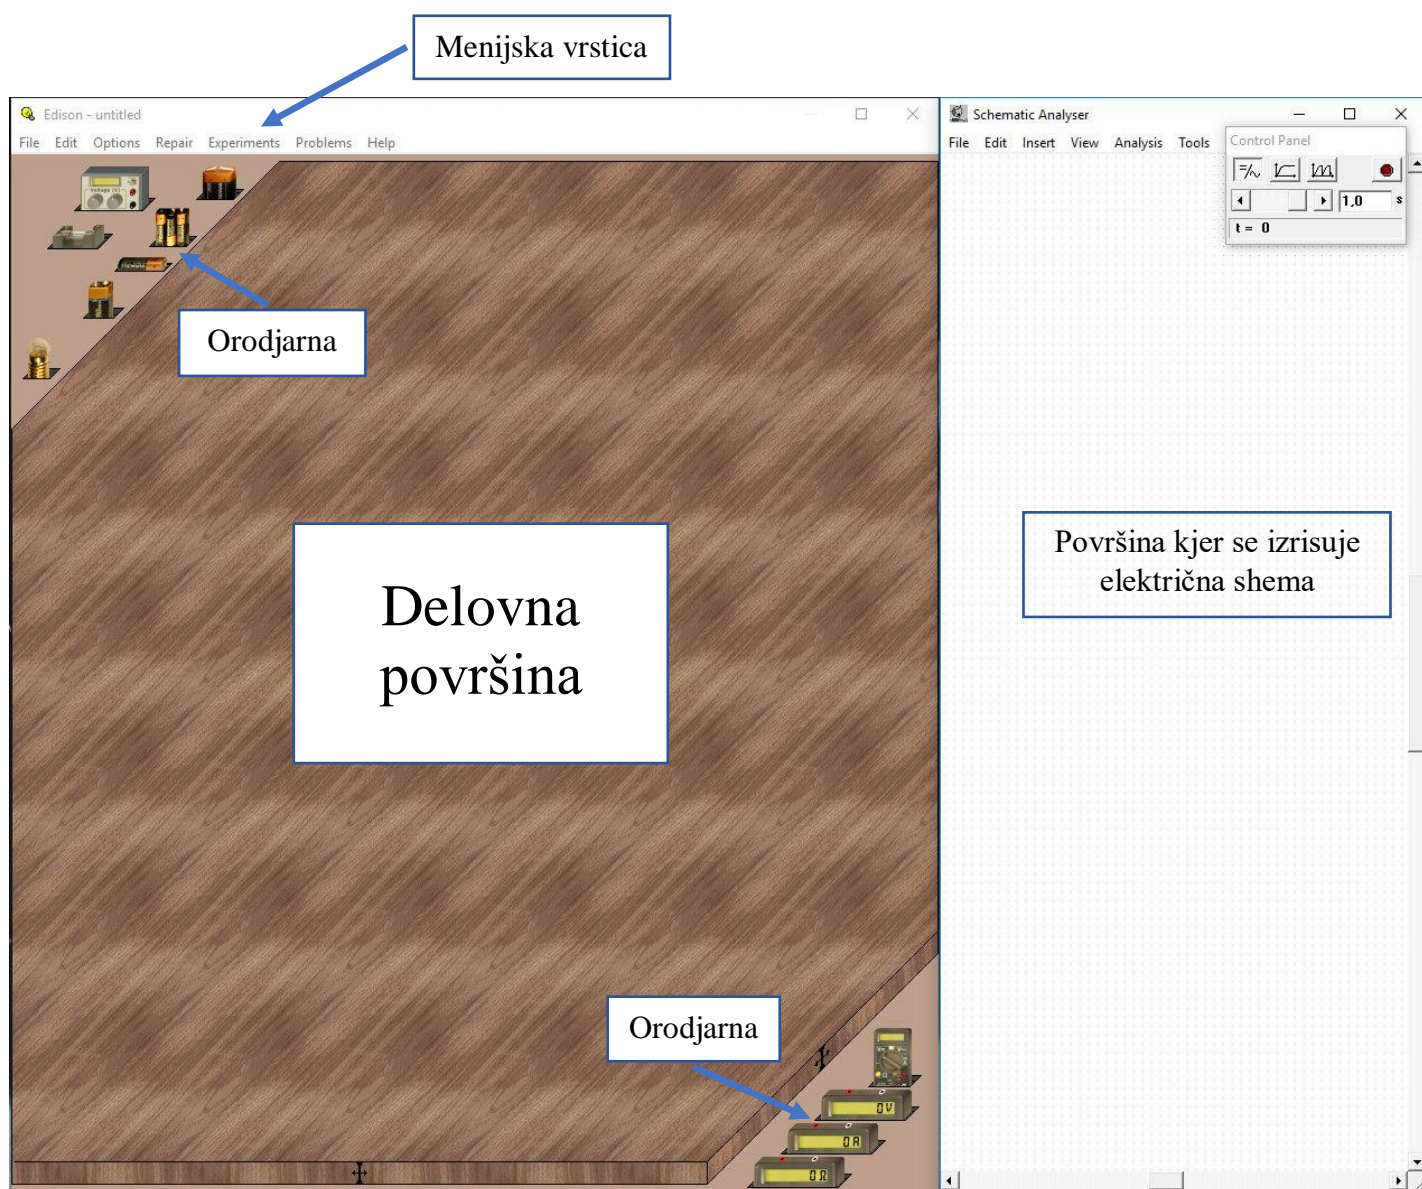 Menijska vrstica
Edison - untitled
File Edit Options Repair Experiments Problems Help
Schematic Analyser
File Edit Insert View Analysis Tools
Control Panel
1,0 s
t = 0
Voltage (V)
Orodjarna
Delovna
površina
Površina kjer se izrisuje
električna shema
Orodjarna
0V
0A
0Ω